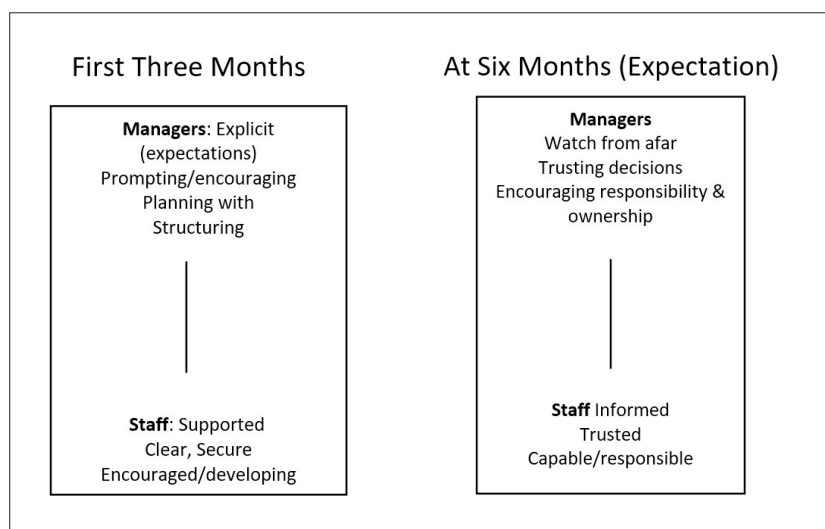 First Three Months
Managers: Explicit
(expectations)
Prompting/encouraging
Planning with
Structuring
Staff: Supported
Clear, Secure
Encouraged/developing
At Six Months (Expectation)
Managers
Watch from afar
Trusting decisions
Encouraging responsibility &
ownership
Staff Informed
Trusted
Capable/responsible